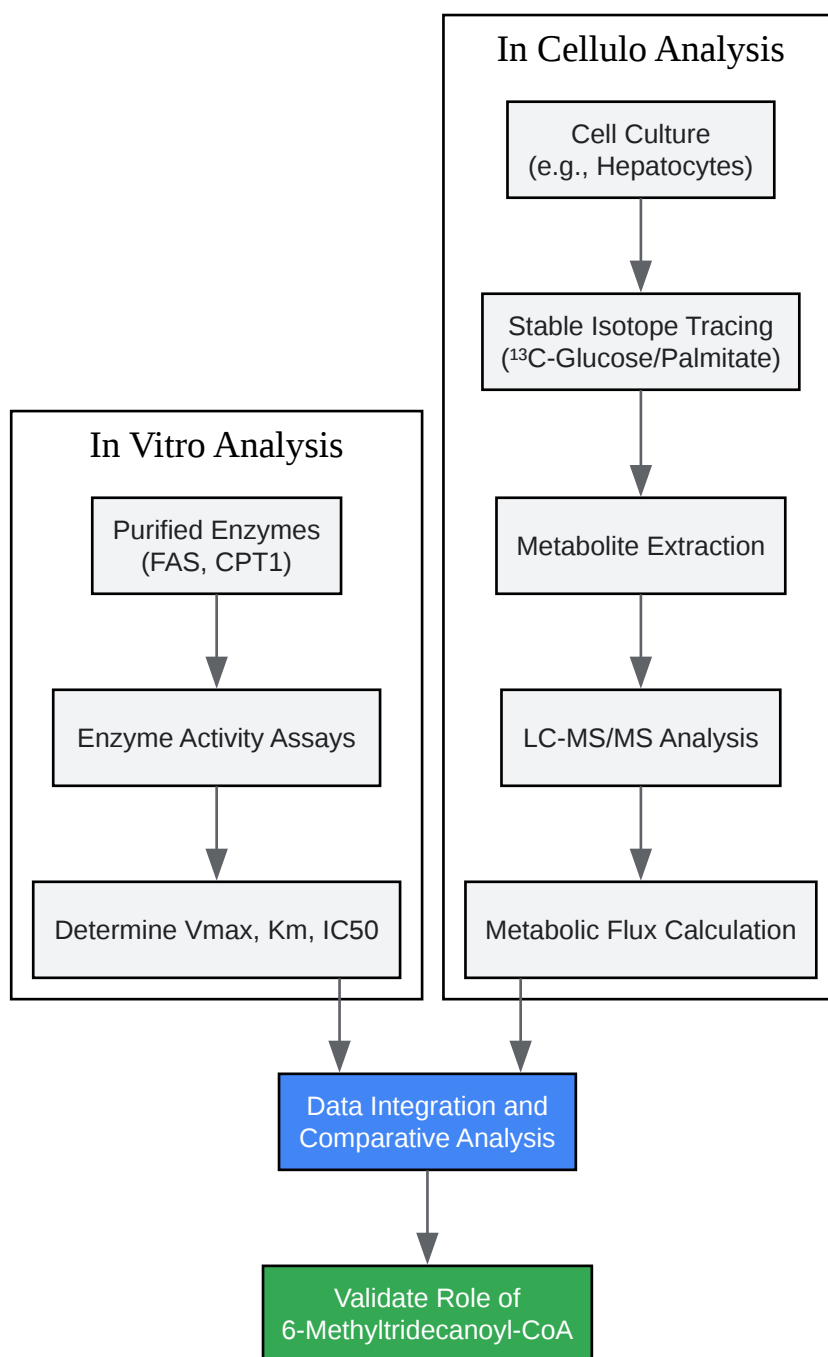 In Cellulo Analysis
Cell Culture
(e.g., Hepatocytes)
Stable Isotope Tracing
(¹³C-Glucose/Palmitate)
Metabolite Extraction
LC-MS/MS Analysis
Metabolic Flux Calculation
In Vitro Analysis
Purified Enzymes
(FAS, CPT1)
Enzyme Activity Assays
Determine Vmax, Km, IC50
Data Integration and
Comparative Analysis
Validate Role of
6-Methyltridecanoyl-CoA